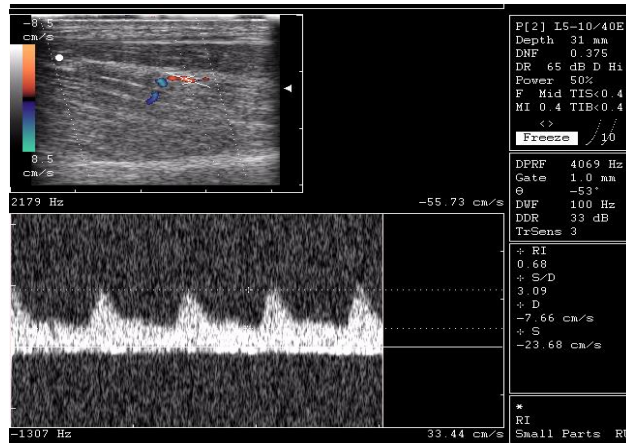 -8.5
cm/s
8.5
cm/s
2179 Hz -55.73 cm/s
-1307 Hz 33.44 cm/s
P[2] L5-10/40E
Depth 31 mm
DNF 0.375
DR 65 dB D Hi
Power 50%
F Mid TIS<0.4
MI 0.4 TIB<0.4
<>
Freeze 10
DPRF 4069 Hz
Gate 1.0 mm
Θ -53°
DWF 100 Hz
DDR 33 dB
TrSens 3
÷ RI
0.68
÷ S/D
3.09
÷ D
-7.66 cm/s
÷ S
-23.68 cm/s
*
RI
Small Parts